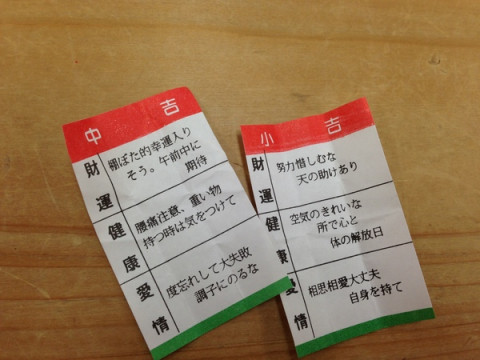 中吉
財運
棚ぼた的幸運入り
そう。午前中に
期待
健康
腰痛注意、重い物
持つ時は気をつけて
愛情
度忘れして大失敗
調子にのるな
小吉
財運
努力惜しむな
天の助けあり
健康
空気のきれいな
所で心と
体の解放日
愛情
相思相愛大丈夫
自身を持て